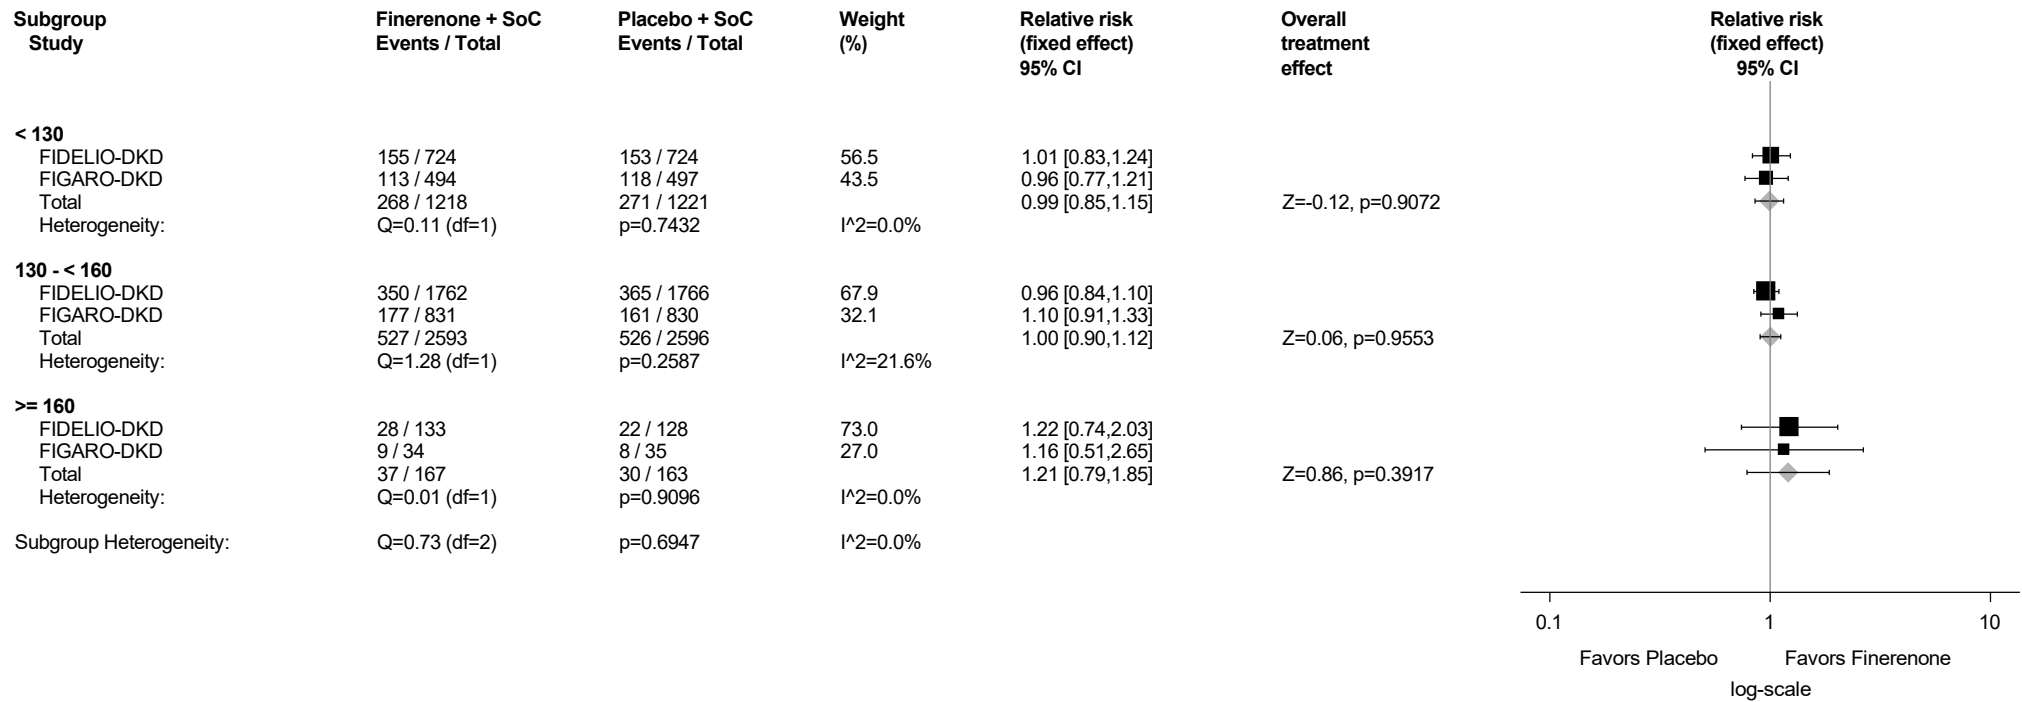 Subgroup Finerenone + SoC Placebo + SoC Weight Relative risk Overall Relative risk
Study Events / Total Events / Total (%) (fixed effect) treatment (fixed effect)
95% CI effect 95% CI
< 130
FIDELIO-DKD 155 / 724 153 / 724 56.5 1.01 [0.83,1.24]
FIGARO-DKD 113 / 494 118 / 497 43.5 0.96 [0.77,1.21]
Total 268 / 1218 271 / 1221 0.99 [0.85,1.15] Z=-0.12, p=0.9072
Heterogeneity: Q=0.11 (df=1) p=0.7432 I^2=0.0%
130 - < 160
FIDELIO-DKD 350 / 1762 365 / 1766 67.9 0.96 [0.84,1.10]
FIGARO-DKD 177 / 831 161 / 830 32.1 1.10 [0.91,1.33]
Total 527 / 2593 526 / 2596 1.00 [0.90,1.12] Z=0.06, p=0.9553
Heterogeneity: Q=1.28 (df=1) p=0.2587 I^2=21.6%
>= 160
FIDELIO-DKD 28 / 133 22 / 128 73.0 1.22 [0.74,2.03]
FIGARO-DKD 9 / 34 8 / 35 27.0 1.16 [0.51,2.65]
Total 37 / 167 30 / 163 1.21 [0.79,1.85] Z=0.86, p=0.3917
Heterogeneity: Q=0.01 (df=1) p=0.9096 I^2=0.0%
Subgroup Heterogeneity: Q=0.73 (df=2) p=0.6947 I^2=0.0%
0.1 1 10
Favors Placebo Favors Finerenone
log-scale